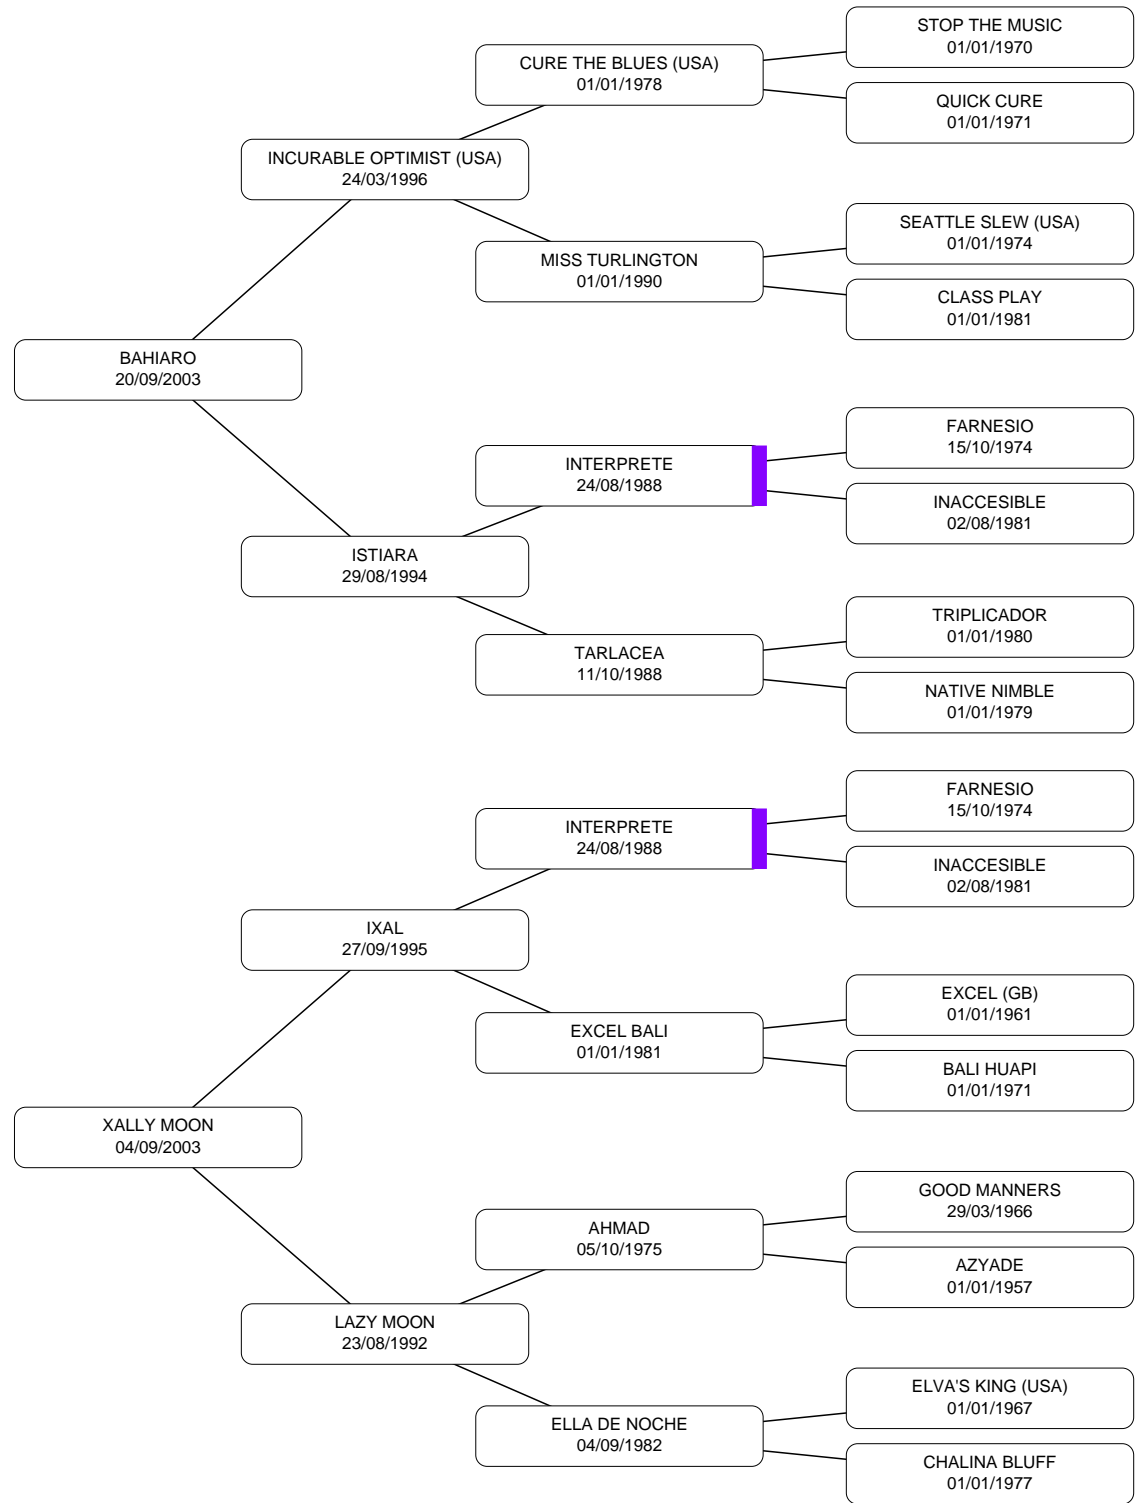 STOP THE MUSIC
01/01/1970
CURE THE BLUES (USA)
01/01/1978
QUICK CURE
01/01/1971
INCURABLE OPTIMIST (USA)
24/03/1996
SEATTLE SLEW (USA)
01/01/1974
MISS TURLINGTON
01/01/1990
CLASS PLAY
01/01/1981
BAHIARO
20/09/2003
FARNESIO
15/10/1974
INTERPRETE
24/08/1988
INACCESIBLE
02/08/1981
ISTIARA
29/08/1994
TRIPLICADOR
01/01/1980
TARLACEA
11/10/1988
NATIVE NIMBLE
01/01/1979
FARNESIO
15/10/1974
INTERPRETE
24/08/1988
INACCESIBLE
02/08/1981
IXAL
27/09/1995
EXCEL (GB)
01/01/1961
EXCEL BALI
01/01/1981
BALI HUAPI
01/01/1971
XALLY MOON
04/09/2003
GOOD MANNERS
29/03/1966
AHMAD
05/10/1975
AZYADE
01/01/1957
LAZY MOON
23/08/1992
ELVA'S KING (USA)
01/01/1967
ELLA DE NOCHE
04/09/1982
CHALINA BLUFF
01/01/1977